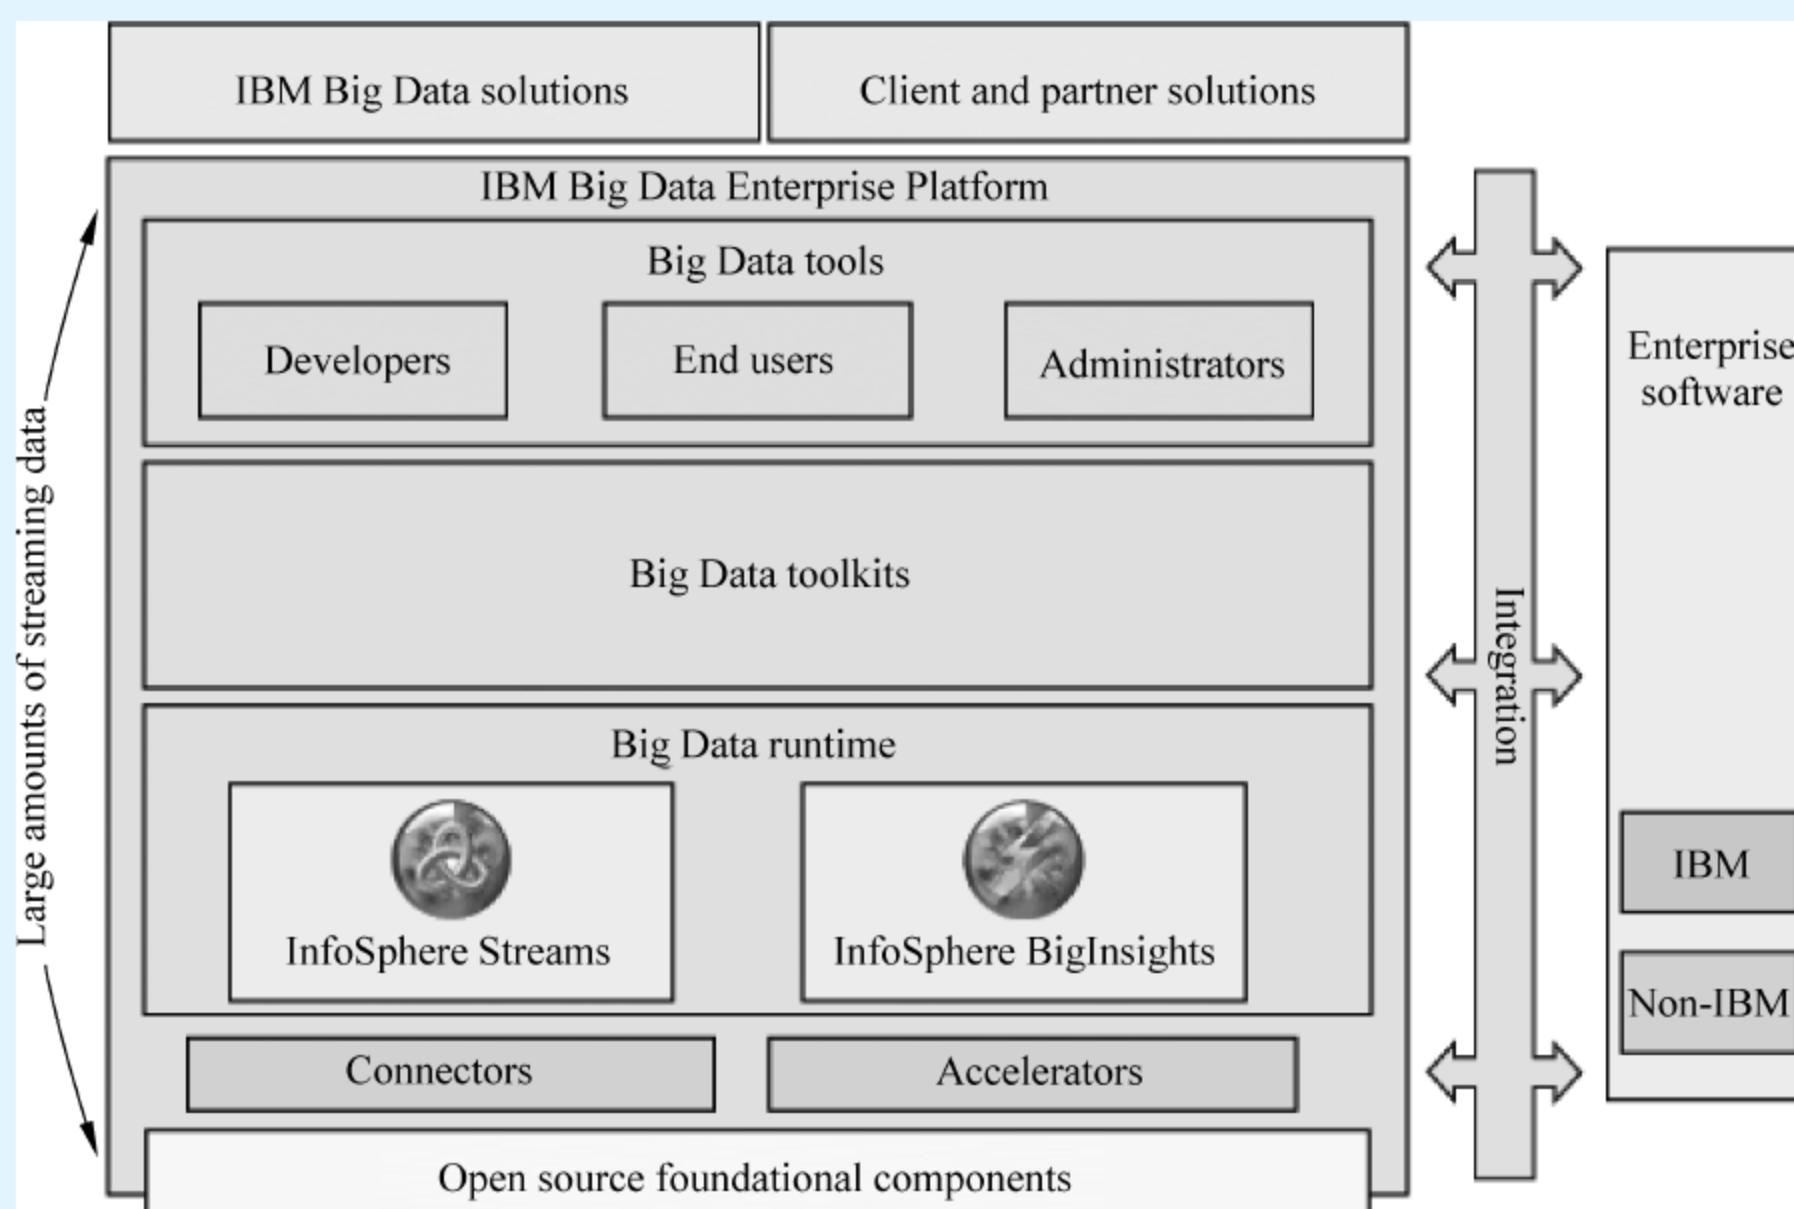 IBM Big Data solutions
Client and partner solutions
IBM Big Data Enterprise Platform
Big Data tools
Developers
End users
Administrators
Big Data toolkits
Big Data runtime
InfoSphere Streams
InfoSphere BigInsights
Connectors
Accelerators
Open source foundational components
Large amounts of streaming data
Integration
Enterprise
software
IBM
Non-IBM